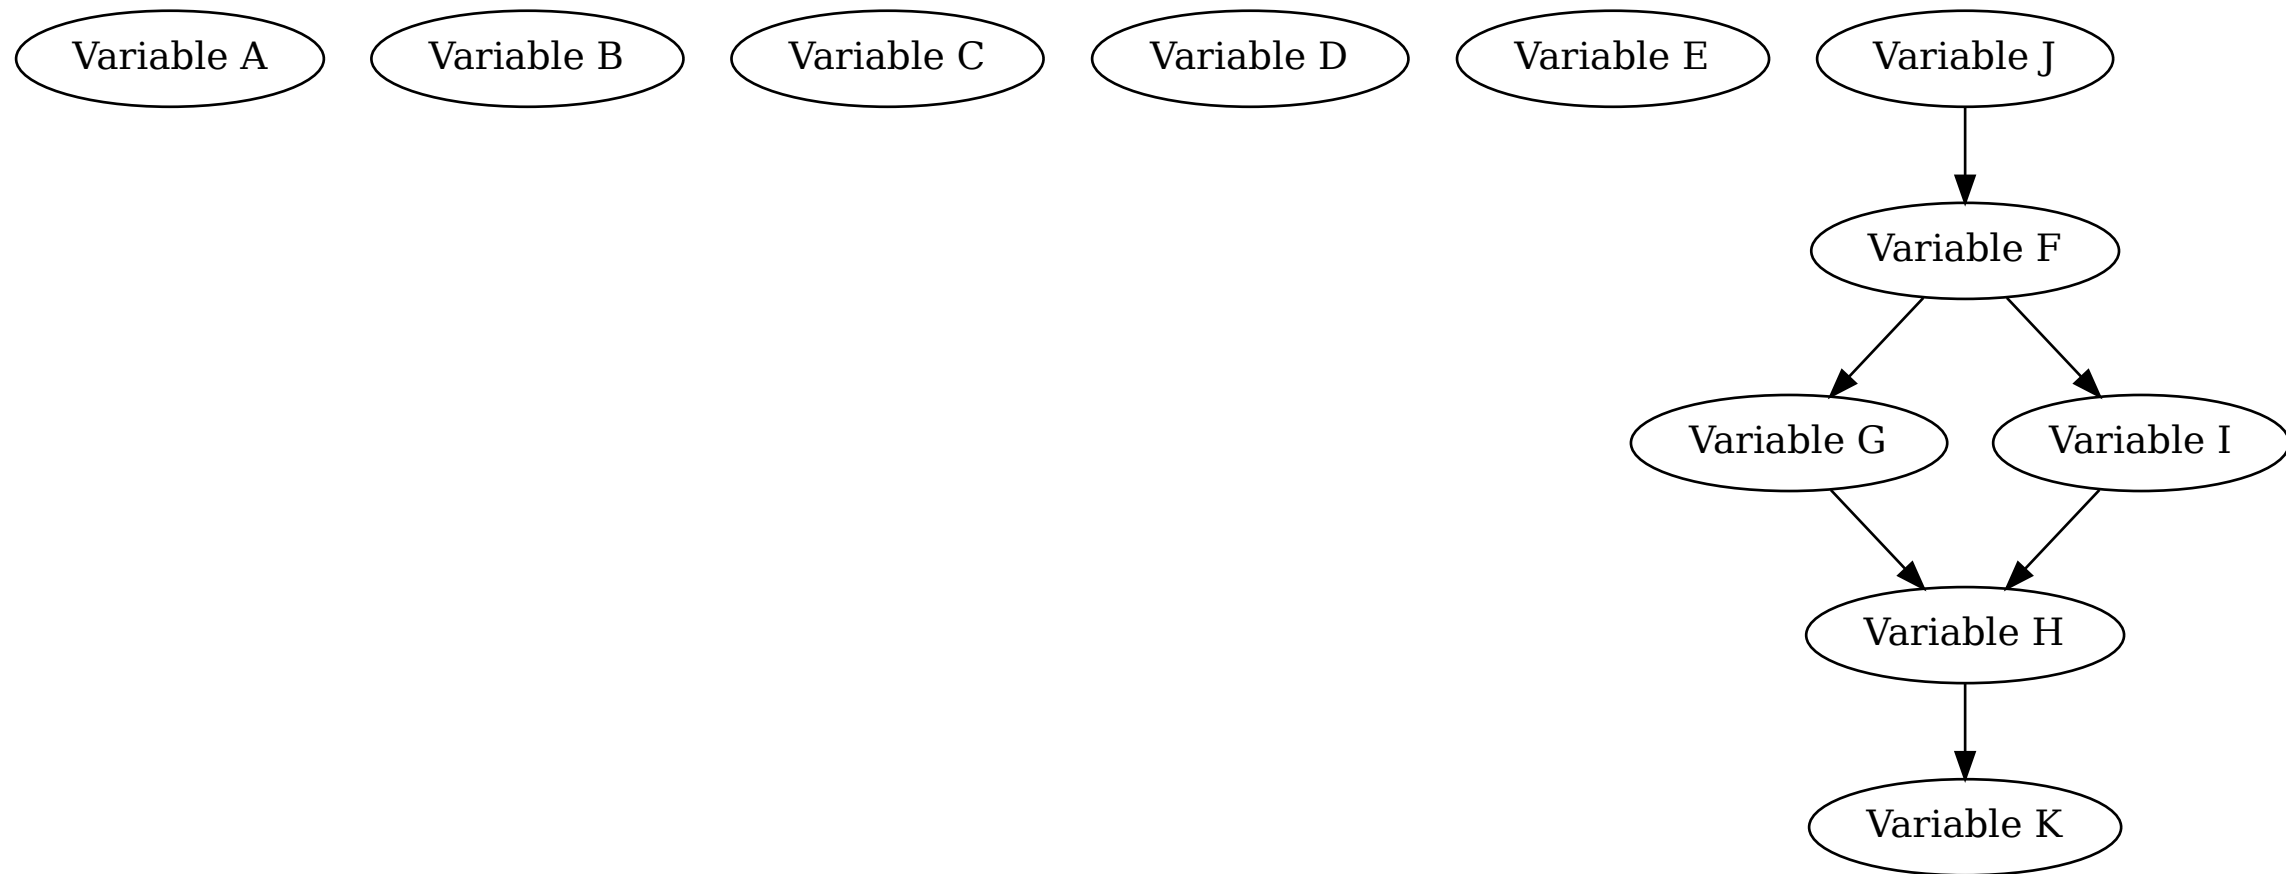 Variable A
Variable B
Variable C
Variable D
Variable E
Variable J
Variable F
Variable G
Variable I
Variable H
Variable K